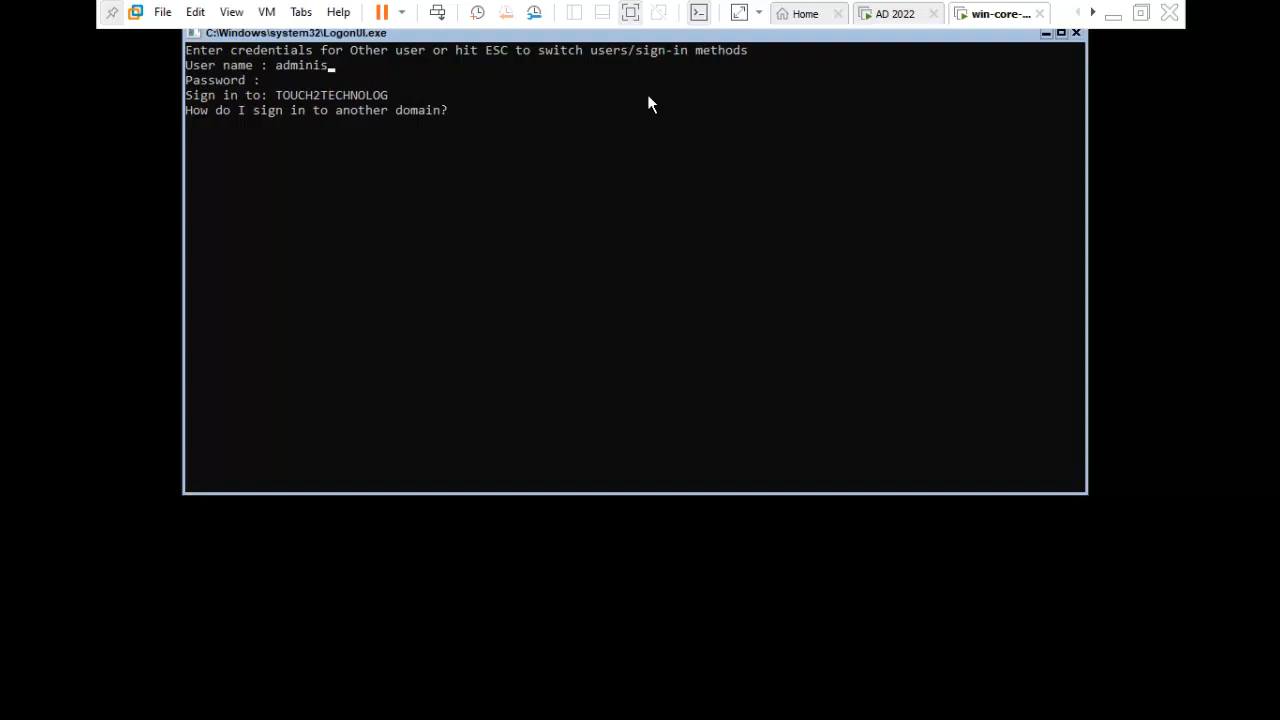 File Edit View VM Tabs Help Home AD 2022 win-core-...
C:\Windows\system32\LogonUI.exe
Enter credentials for Other user or hit ESC to switch users/sign-in methods
User name : adminis_
Password :
Sign in to: TOUCH2TECHNOLOG
How do I sign in to another domain?